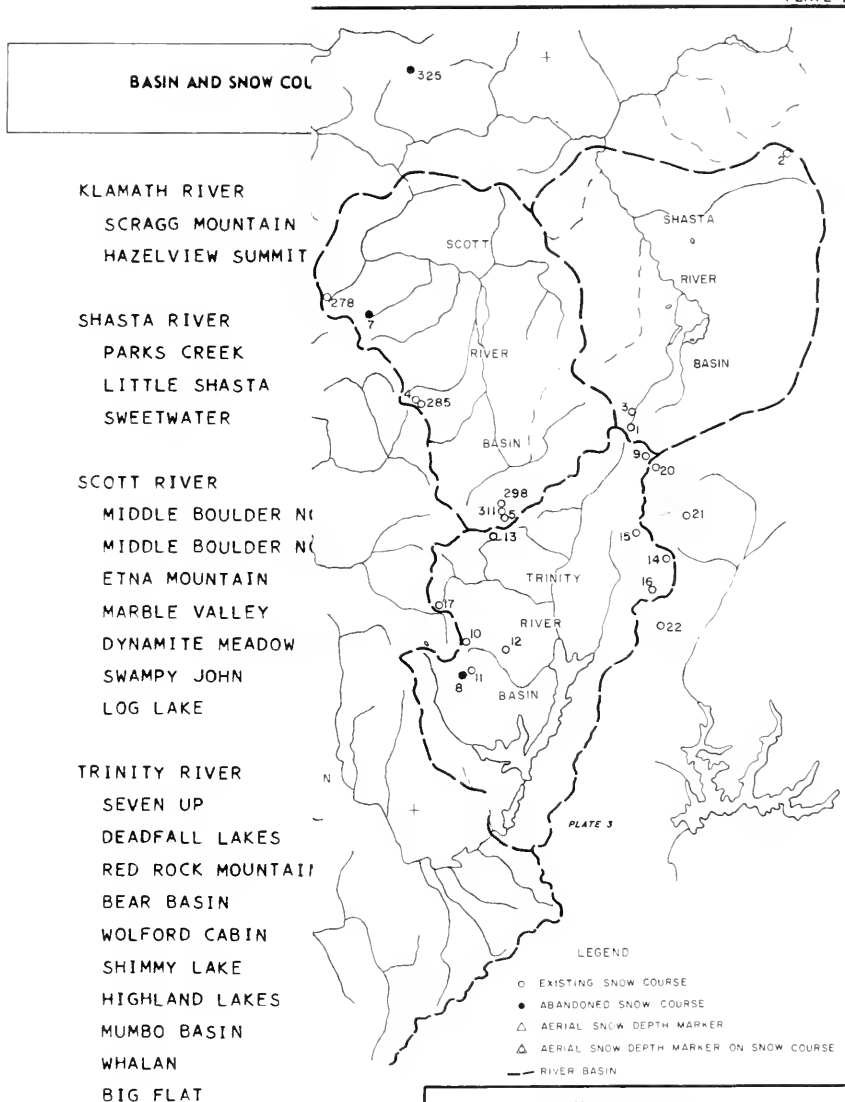 BASIN AND SNOW COU
KLAMATH RIVER
SCRAGG MOUNTAIN
HAZELVIEW SUMMIT
SHASTA RIVER
PARKS CREEK
LITTLE SHASTA
SWEETWATER
SCOTT RIVER
MIDDLE BOULDER NO
MIDDLE BOULDER NO
ETNA MOUNTAIN
MARBLE VALLEY
DYNAMITE MEADOW
SWAMPY JOHN
LOG LAKE
TRINITY RIVER
SEVEN UP
DEADFALL LAKES
RED ROCK MOUNTAIN
BEAR BASIN
WOLFORD CABIN
SHIMMY LAKE
HIGHLAND LAKES
MUMBO BASIN
WHALAN
BIG FLAT
325
2
SHASTA
RIVER
BASIN
SCOTT
RIVER
BASIN
278
7
4
285
3
1
9
20
298
311
5
13
21
15
14
16
22
TRINITY
RIVER
BASIN
17
10
12
11
8
N
PLATE 3
LEGEND
EXISTING SNOW COURSE
ABANDONED SNOW COURSE
AERIAL SNOW DEPTH MARKER
AERIAL SNOW DEPTH MARKER ON SNOW COURSE
RIVER BASIN